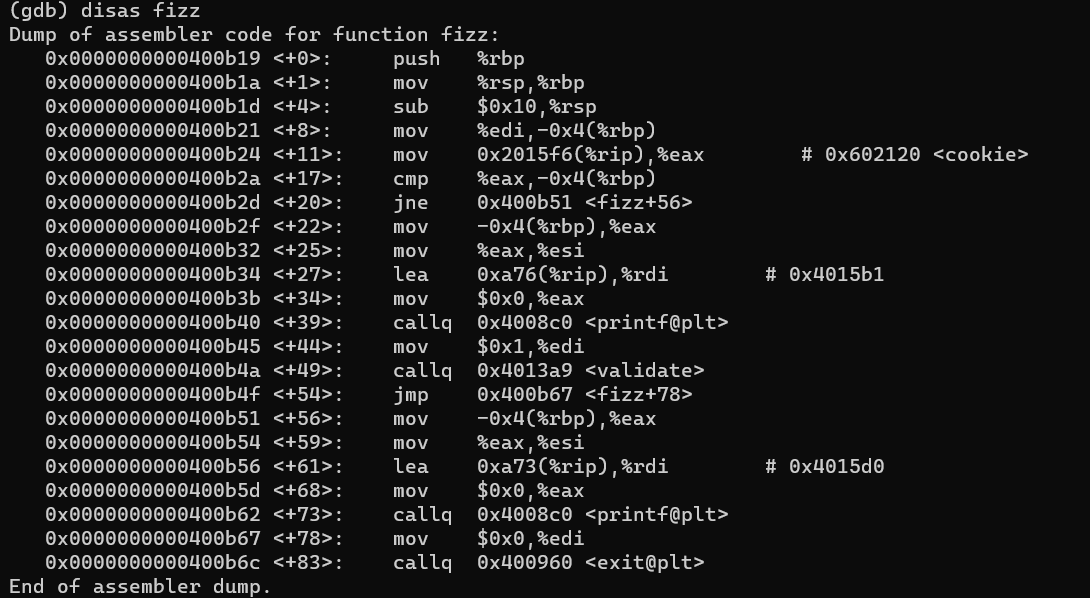 (gdb) disas fizz
Dump of assembler code for function fizz:
   0x0000000000400b19 <+0>:     push   %rbp
   0x0000000000400b1a <+1>:     mov    %rsp,%rbp
   0x0000000000400b1d <+4>:     sub    $0x10,%rsp
   0x0000000000400b21 <+8>:     mov    %edi,-0x4(%rbp)
   0x0000000000400b24 <+11>:    mov    0x2015f6(%rip),%eax        # 0x602120 <cookie>
   0x0000000000400b2a <+17>:    cmp    %eax,-0x4(%rbp)
   0x0000000000400b2d <+20>:    jne    0x400b51 <fizz+56>
   0x0000000000400b2f <+22>:    mov    -0x4(%rbp),%eax
   0x0000000000400b32 <+25>:    mov    %eax,%esi
   0x0000000000400b34 <+27>:    lea    0xa76(%rip),%rdi        # 0x4015b1
   0x0000000000400b3b <+34>:    mov    $0x0,%eax
   0x0000000000400b40 <+39>:    callq  0x4008c0 <printf@plt>
   0x0000000000400b45 <+44>:    mov    $0x1,%edi
   0x0000000000400b4a <+49>:    callq  0x4013a9 <validate>
   0x0000000000400b4f <+54>:    jmp    0x400b67 <fizz+78>
   0x0000000000400b51 <+56>:    mov    -0x4(%rbp),%eax
   0x0000000000400b54 <+59>:    mov    %eax,%esi
   0x0000000000400b56 <+61>:    lea    0xa73(%rip),%rdi        # 0x4015d0
   0x0000000000400b5d <+68>:    mov    $0x0,%eax
   0x0000000000400b62 <+73>:    callq  0x4008c0 <printf@plt>
   0x0000000000400b67 <+78>:    mov    $0x0,%edi
   0x0000000000400b6c <+83>:    callq  0x400960 <exit@plt>
End of assembler dump.